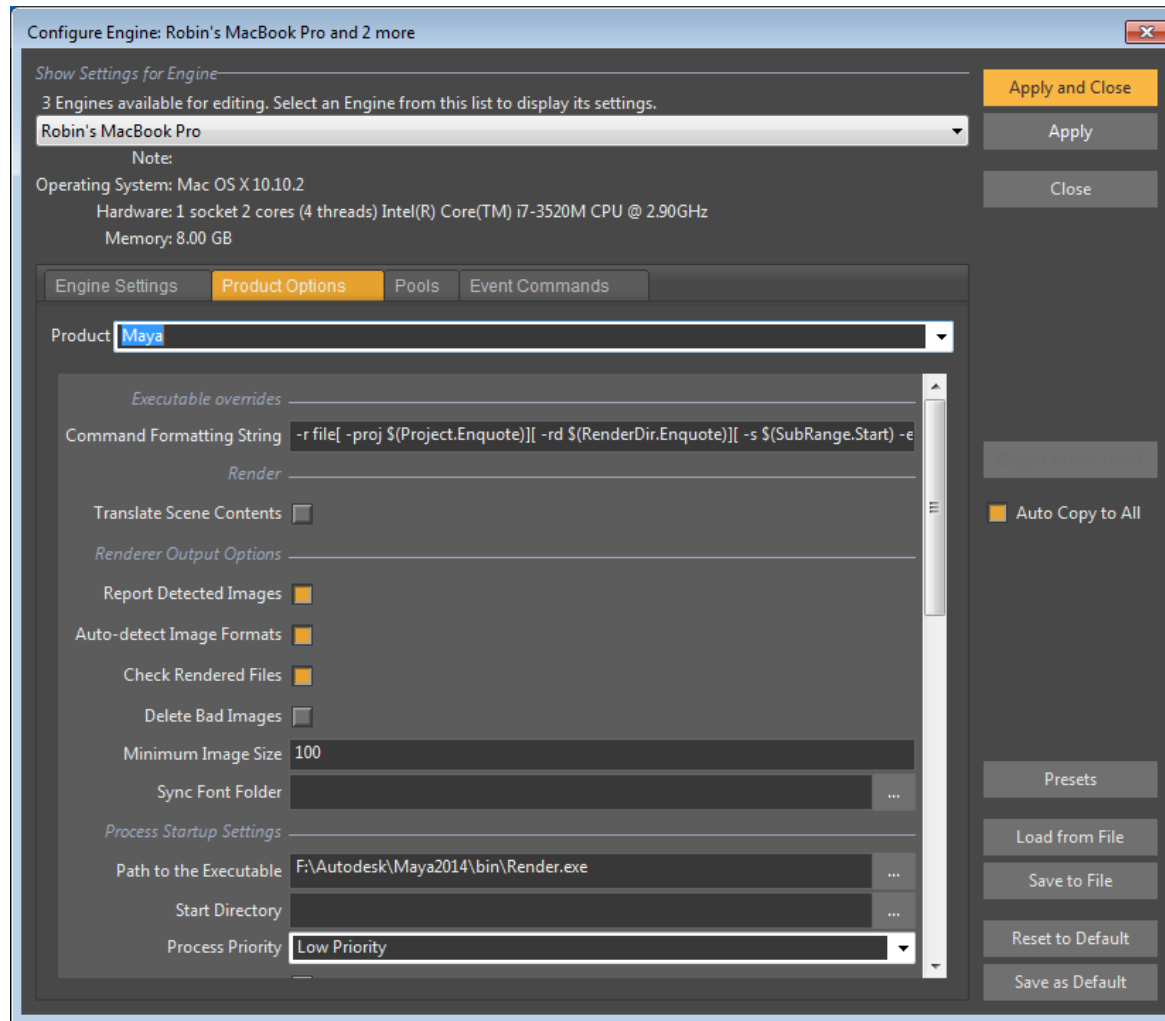 Configure Engine: Robin's MacBook Pro and 2 more
Show Settings for Engine
3 Engines available for editing. Select an Engine from this list to display its settings.
Robin's MacBook Pro
Note:
Operating System: Mac OS X 10.10.2
Hardware: 1 socket 2 cores (4 threads) Intel(R) Core(TM) i7-3520M CPU @ 2.90GHz
Memory: 8.00 GB
Apply and Close
Apply
Close
Engine Settings
Product Options
Pools
Event Commands
Product Maya
Executable overrides
Command Formatting String -r file[ -proj $(Project.Enquote)][ -rd $(RenderDir.Enquote)][ -s $(SubRange.Start) -e
Render
Translate Scene Contents
Renderer Output Options
Report Detected Images
Auto-detect Image Formats
Check Rendered Files
Delete Bad Images
Minimum Image Size 100
Sync Font Folder ...
Process Startup Settings
Path to the Executable F:\Autodesk\Maya2014\bin\Render.exe ...
Start Directory ...
Process Priority Low Priority
Auto Copy to All
Presets
Load from File
Save to File
Reset to Default
Save as Default